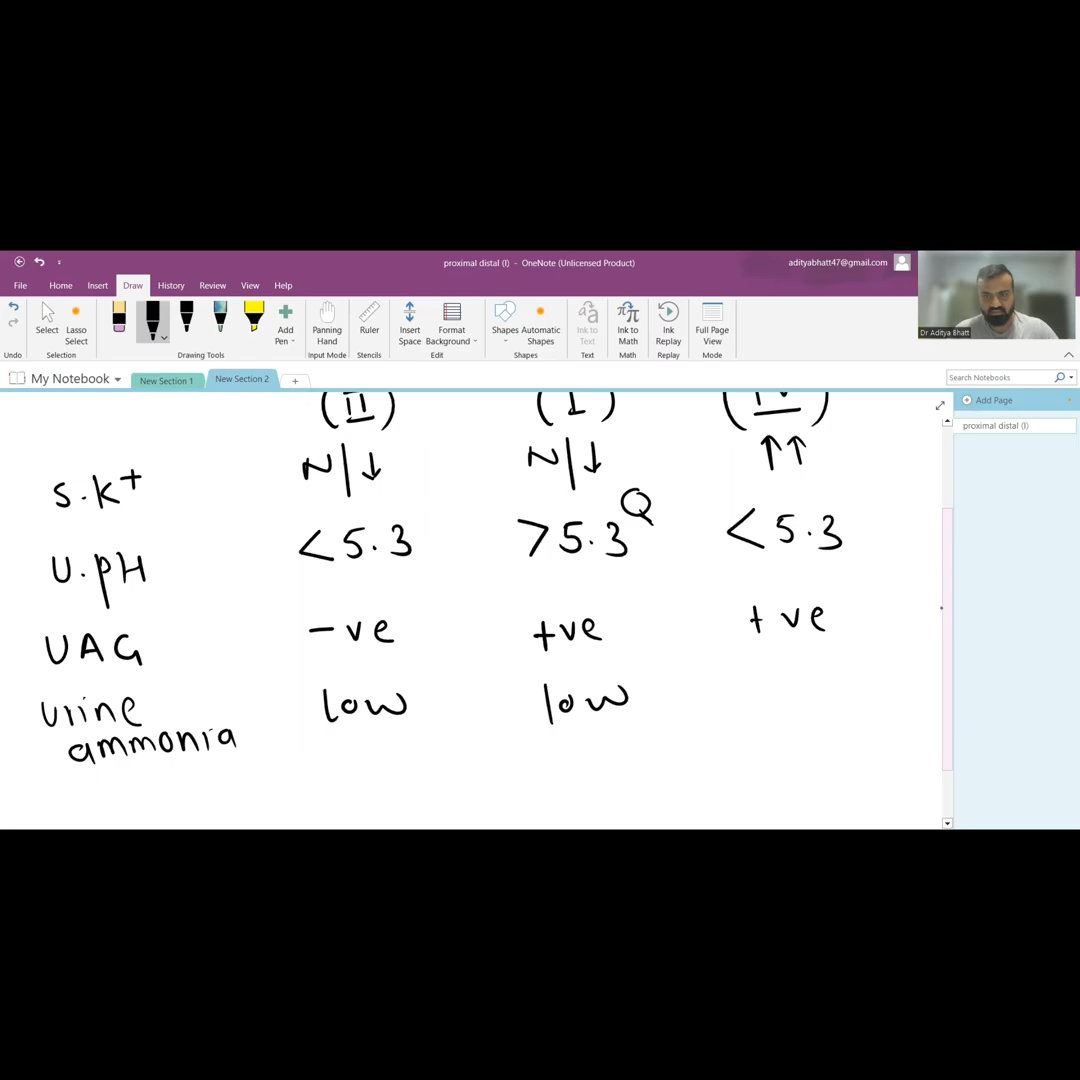 proximal distal (I) - OneNote (Unlicensed Product)
adityabhatt47@gmail.com
File Home Insert Draw History Review View Help
Undo
Select
Lasso Select
Selection
Drawing Tools
Add Pen
Panning Hand
Input Mode
Ruler
Stencils
Insert Space
Format Background
Edit
Shapes
Automatic Shapes
Shapes
Ink to Text
Text
Ink to Math
Math
Ink Replay
Replay
Full Page View
Mode
Dr Aditya Bhatt
My Notebook
New Section 1
New Section 2
Search Notebooks
Add Page
proximal distal (I)
(II) (I) (IV)
S.K+ N/↓ N/↓ ↑↑
U.pH <5.3 >5.3 Q <5.3
UAG -ve +ve +ve
Urine ammonia low low